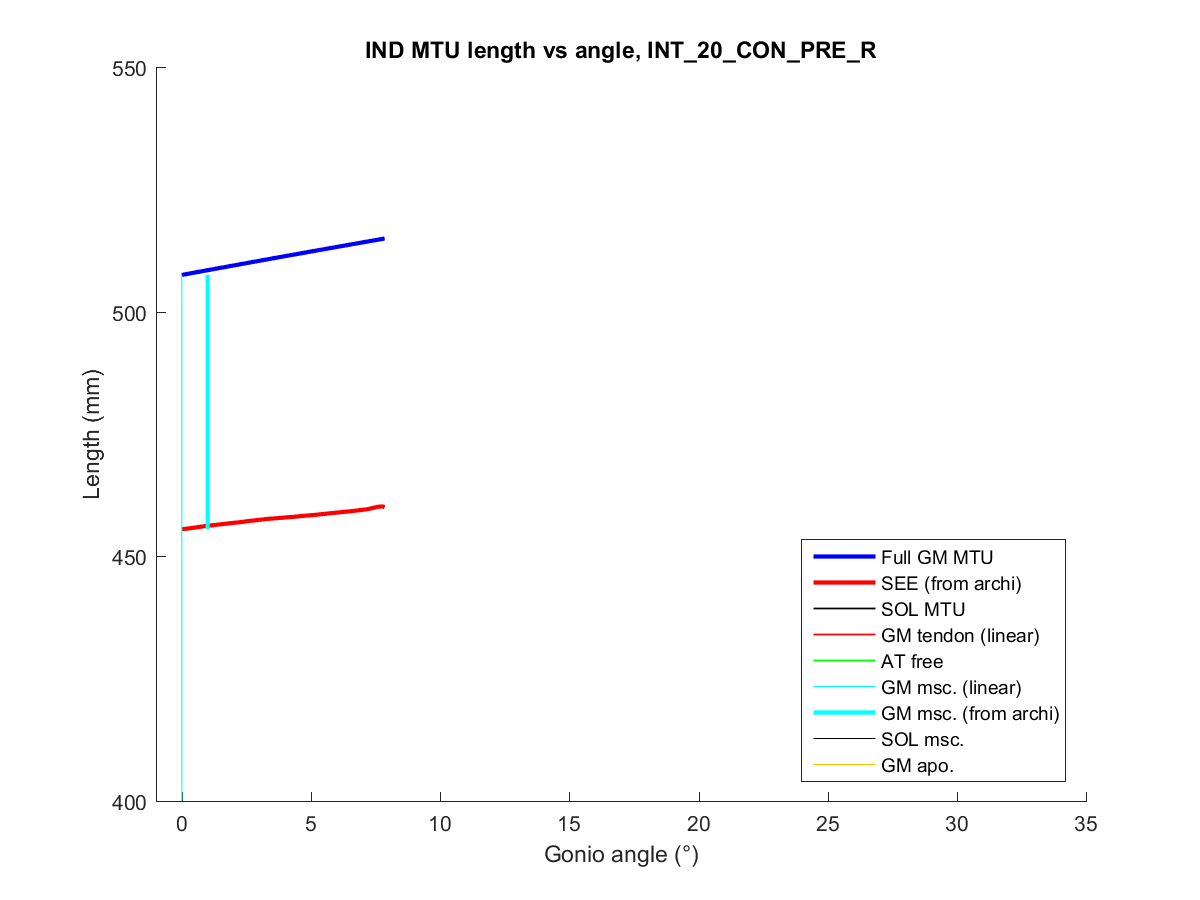 IND MTU length vs angle, INT_20_CON_PRE_R
550
500
450
400
Length (mm)
0 5 10 15 20 25 30 35
Gonio angle (°)
Full GM MTU
SEE (from archi)
SOL MTU
GM tendon (linear)
AT free
GM msc. (linear)
GM msc. (from archi)
SOL msc.
GM apo.